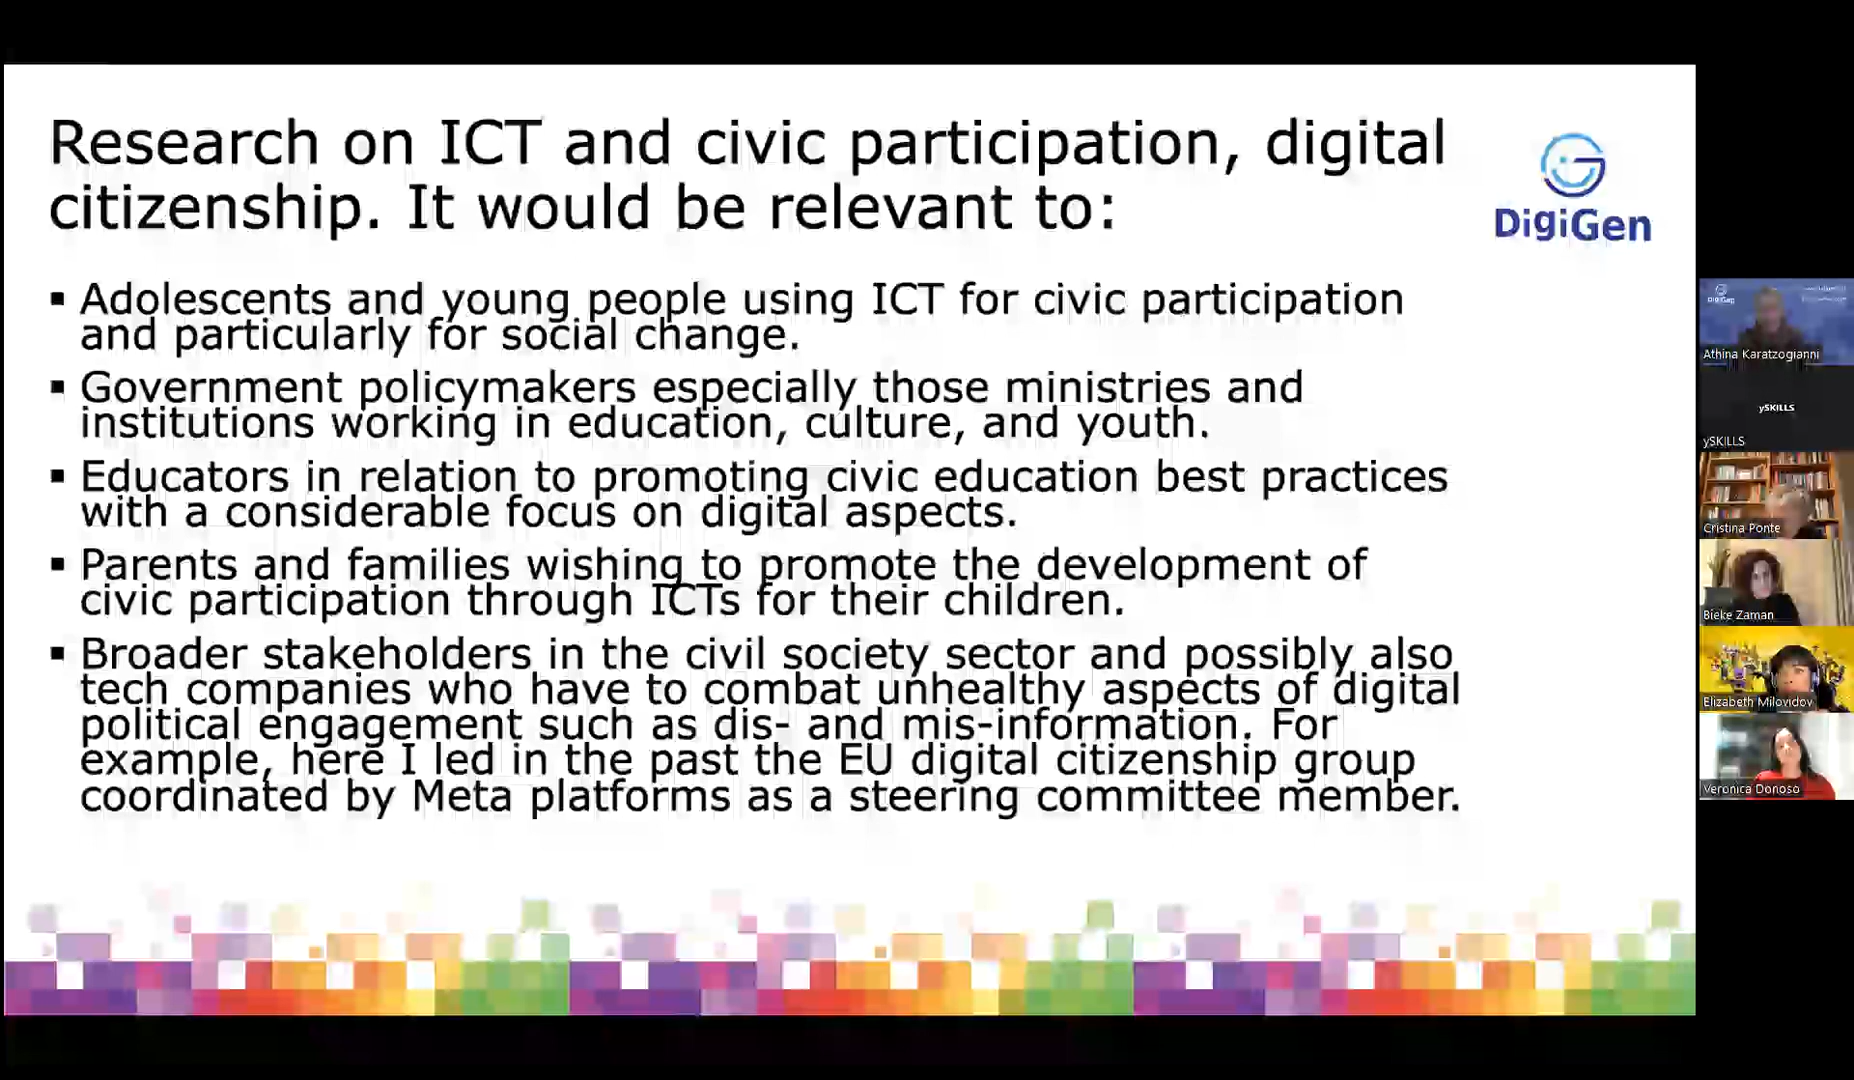 Research on ICT and civic participation, digital
citizenship. It would be relevant to:
DigiGen
▪ Adolescents and young people using ICT for civic participation
and particularly for social change.
▪ Government policymakers especially those ministries and
institutions working in education, culture, and youth.
▪ Educators in relation to promoting civic education best practices
with a considerable focus on digital aspects.
▪ Parents and families wishing to promote the development of
civic participation through ICTs for their children.
▪ Broader stakeholders in the civil society sector and possibly also
tech companies who have to combat unhealthy aspects of digital
political engagement such as dis- and mis-information. For
example, here I led in the past the EU digital citizenship group
coordinated by Meta platforms as a steering committee member.
DigiGen
Athina Karatzogianni
ySKILLS
ySKILLS
Cristina Ponte
Bieke Zaman
Elizabeth Milovidov
Veronica Donoso